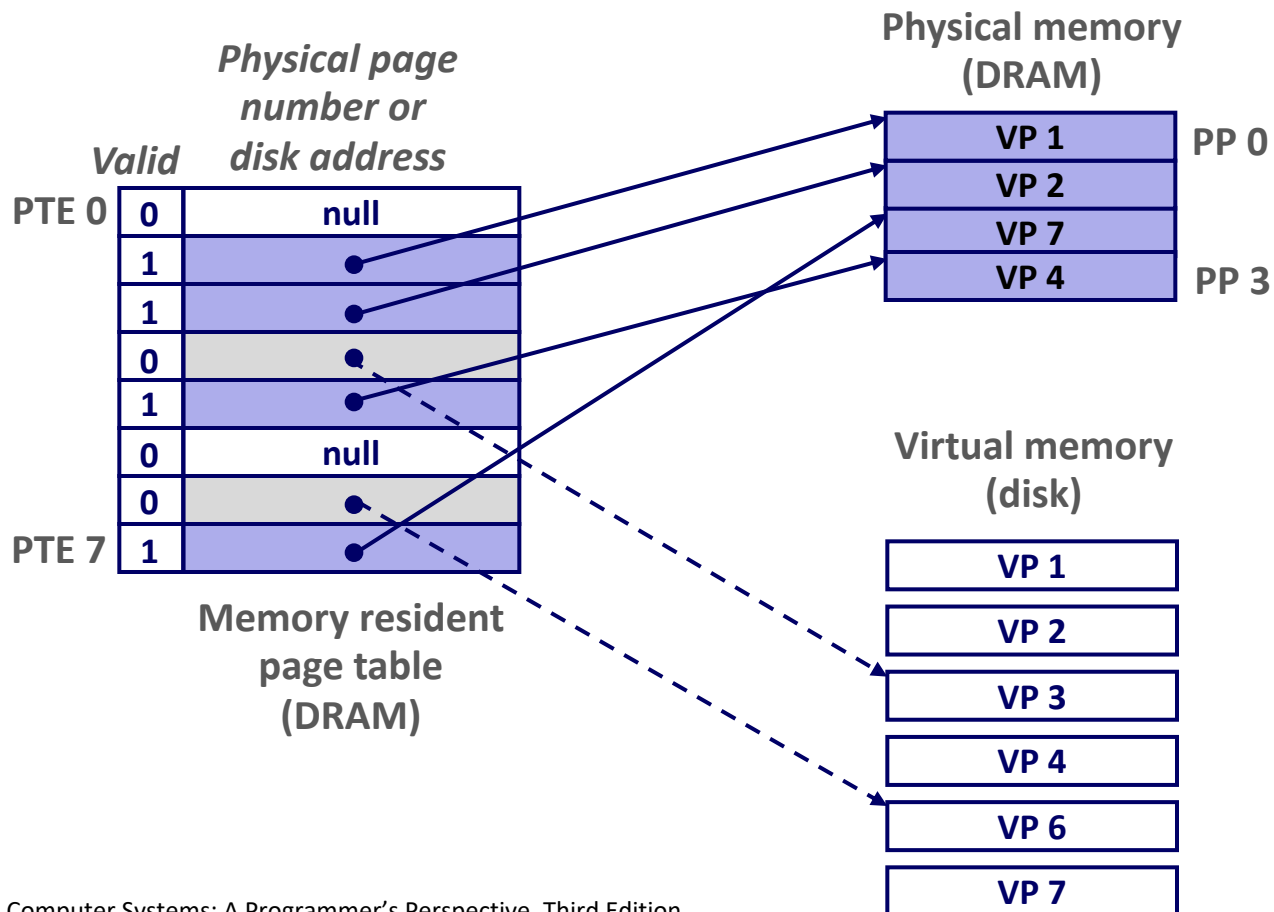 Physical memory
(DRAM)
Physical page
number or
disk address
Valid
VP 1
PP 0
VP 2
VP 7
VP 4
PP 3
PTE 0
0
null
1
1
0
1
0
null
0
PTE 7
1
Memory resident
page table
(DRAM)
Virtual memory
(disk)
VP 1
VP 2
VP 3
VP 4
VP 6
VP 7
Computer Systems: A Programmer's Perspective, Third Edition